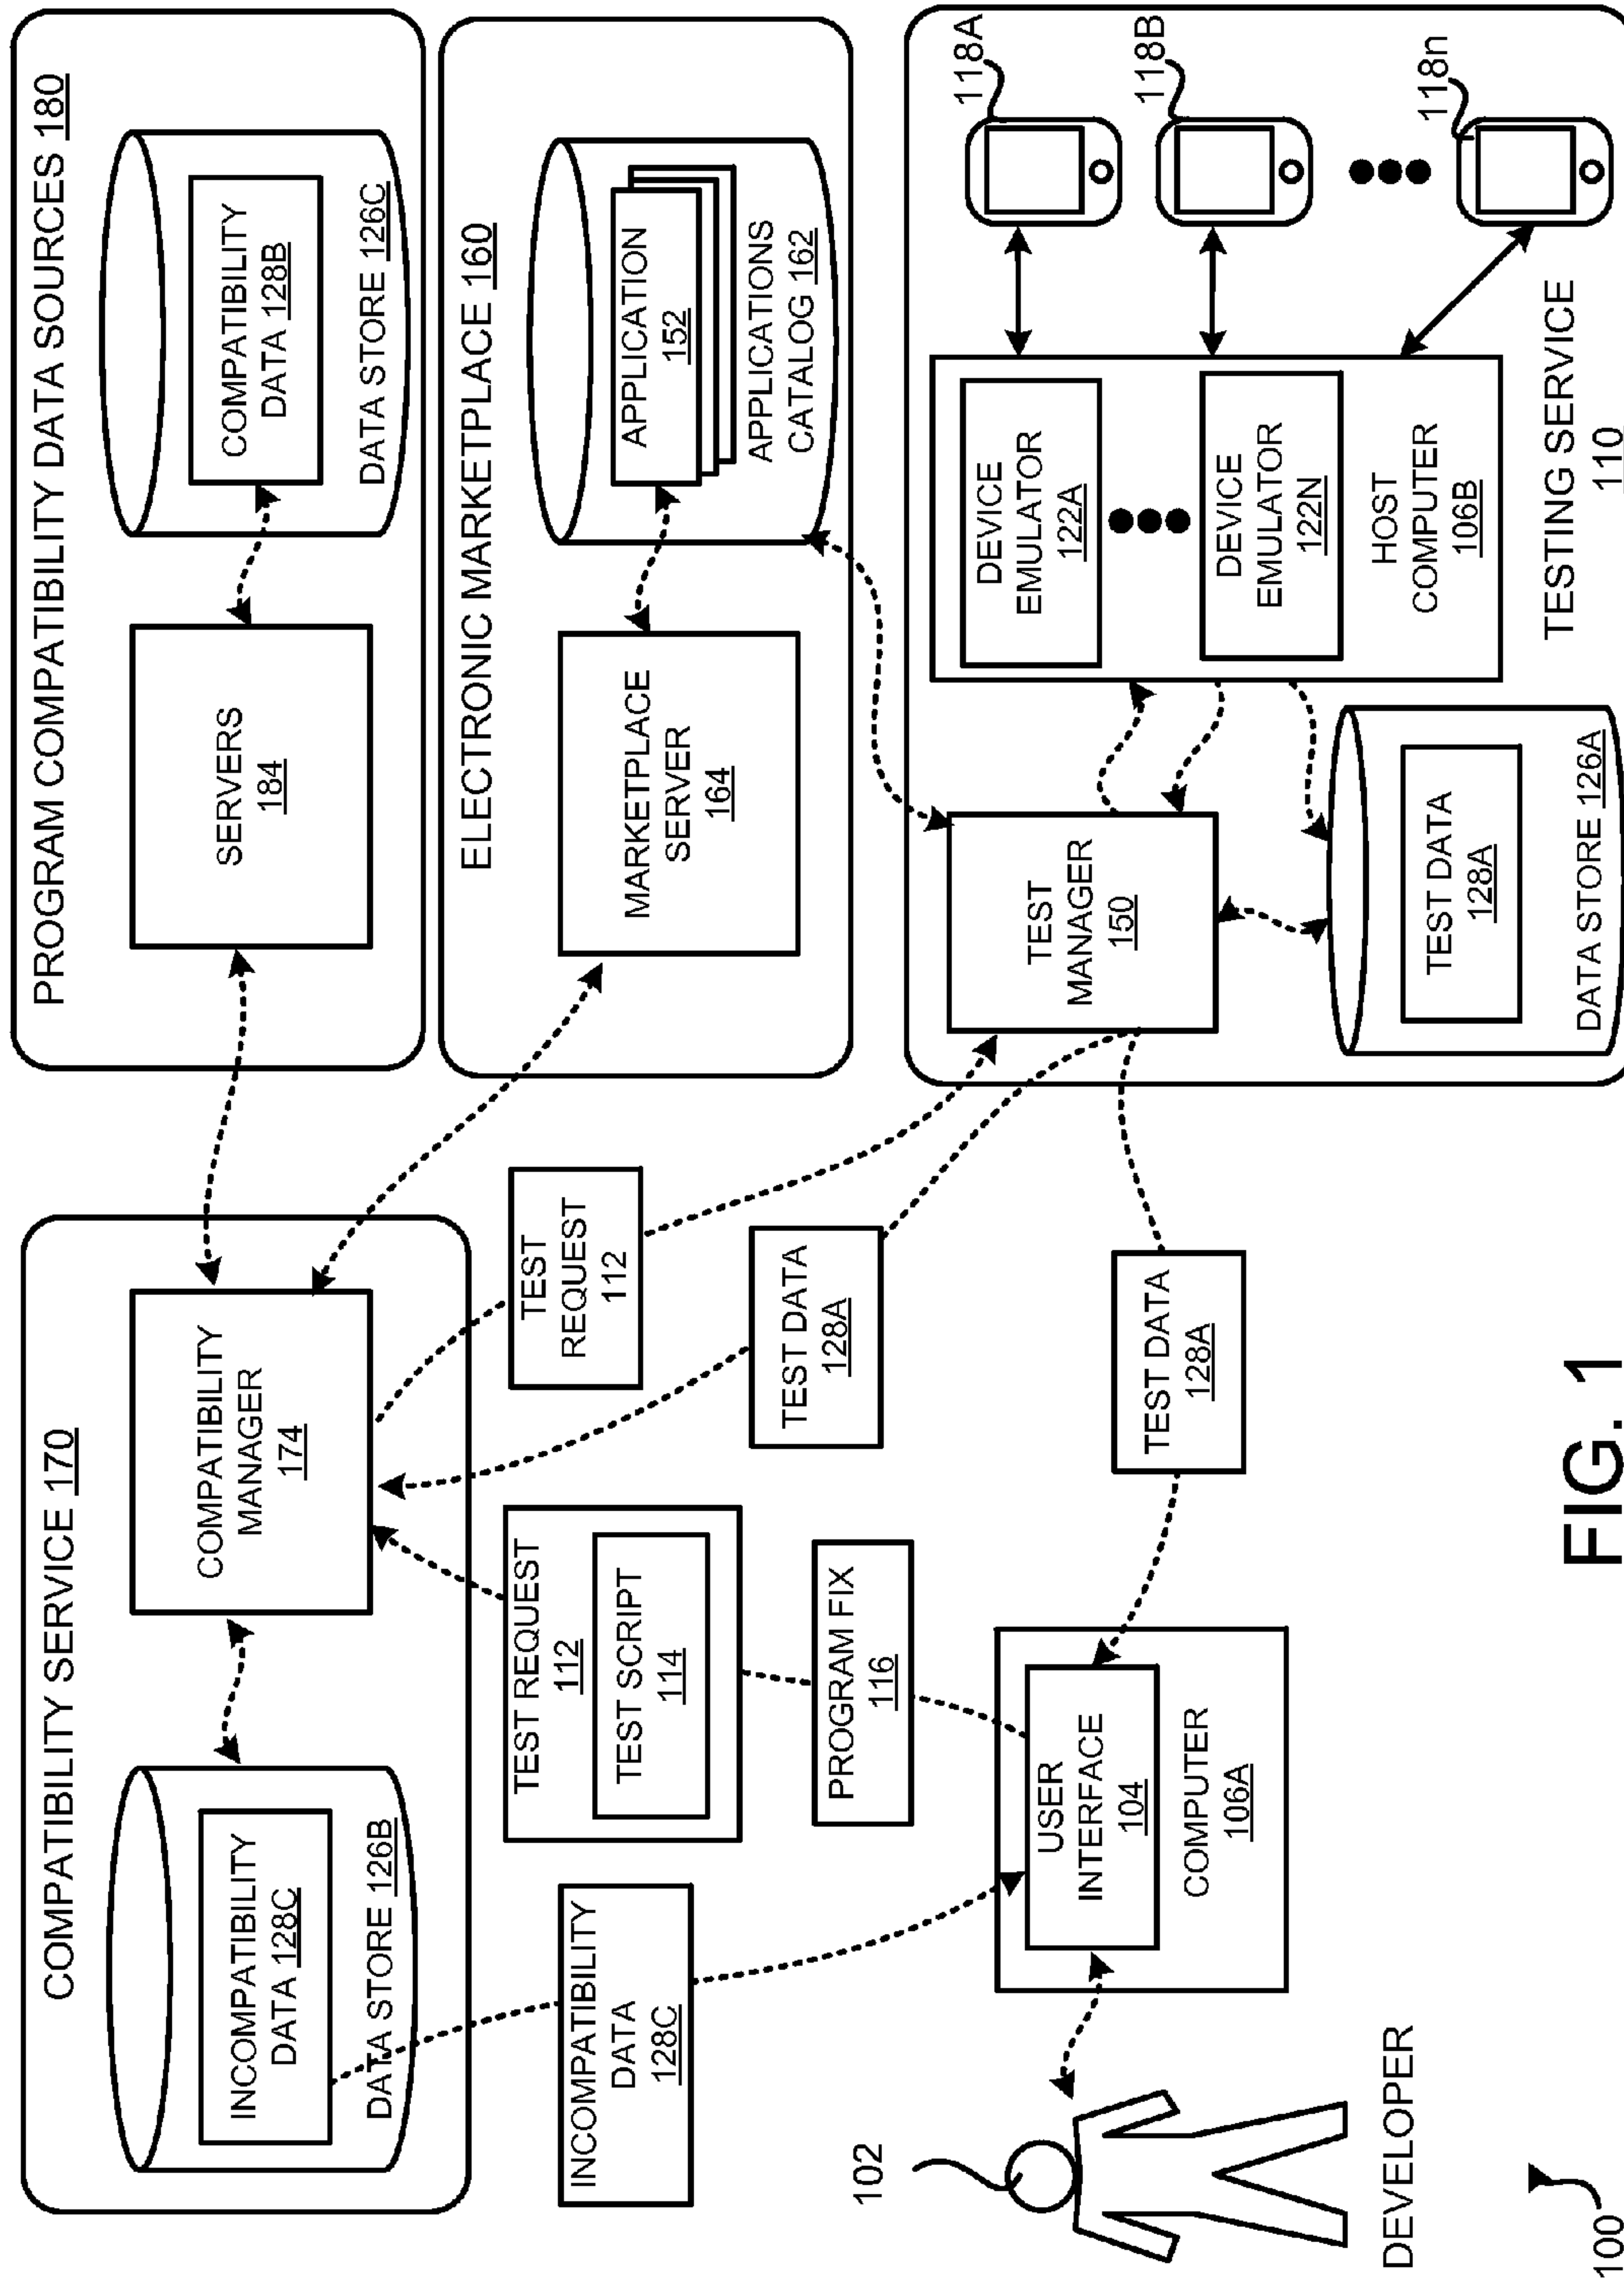 COMPATIBILITY SERVICE 170
INCOMPATIBILITY
DATA 128C
DATA STORE 126B
COMPATIBILITY
MANAGER
174
PROGRAM COMPATIBILITY DATA SOURCES 180
SERVERS
184
COMPATIBILITY
DATA 128B
DATA STORE 126C
ELECTRONIC MARKETPLACE 160
MARKETPLACE
SERVER
164
APPLICATION
152
APPLICATIONS
CATALOG 162
INCOMPATIBILITY
DATA
128C
TEST REQUEST
112
TEST SCRIPT
114
PROGRAM FIX
116
TEST
REQUEST
112
TEST DATA
128A
TEST DATA
128A
102
DEVELOPER
USER
INTERFACE
104
COMPUTER
106A
TEST
MANAGER
150
TEST DATA
128A
DATA STORE 126A
DEVICE
EMULATOR
122A
DEVICE
EMULATOR
122N
HOST
COMPUTER
106B
118A
118B
118n
TESTING SERVICE
110
100
FIG. 1